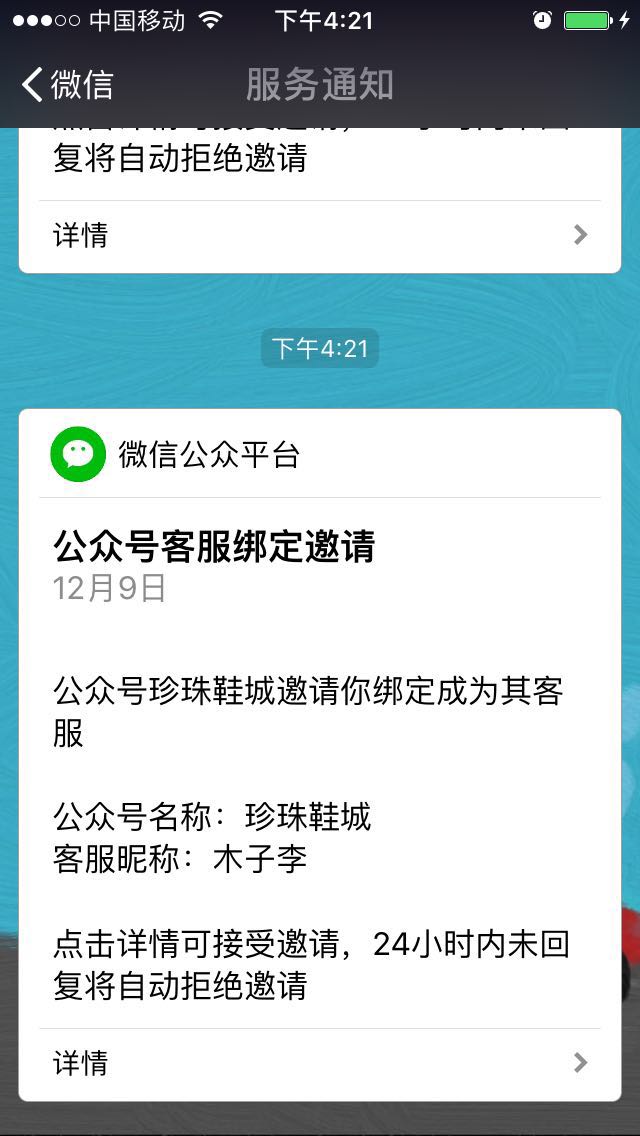 中国移动 下午4:21
微信 服务通知
复将自动拒绝邀请
详情
下午4:21
微信公众平台
公众号客服绑定邀请
12月9日
公众号珍珠鞋城邀请你绑定成为其客
服
公众号名称：珍珠鞋城
客服昵称：木子李
点击详情可接受邀请，24小时内未回
复将自动拒绝邀请
详情